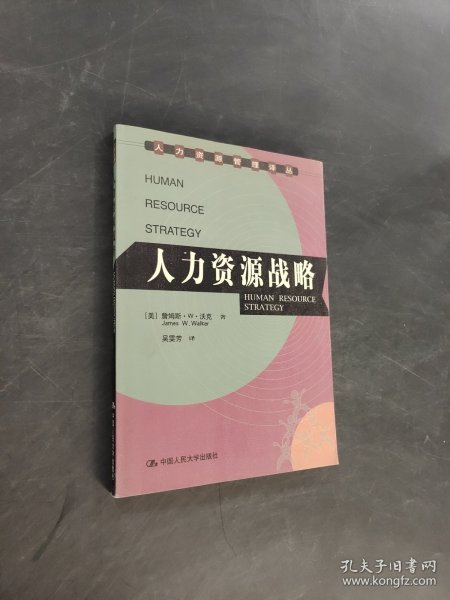 人力资源管理译丛
HUMAN
RESOURCE
STRATEGY
人力资源战略
HUMAN RESOURCE
STRATEGY
[美] 詹姆斯·W·沃克 著
James W. Walker
吴雯芳 译
中国人民大学出版社
孔夫子旧书网
www.kongfz.com